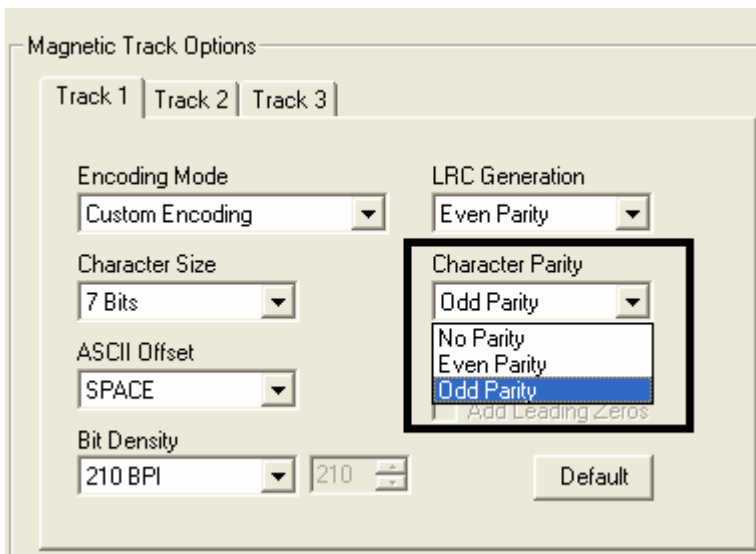 Magnetic Track Options
Track 1 Track 2 Track 3
Encoding Mode
Custom Encoding
LRC Generation
Even Parity
Character Size
7 Bits
Character Parity
Odd Parity
No Parity
Even Parity
Odd Parity
Add Leading Zeros
ASCII Offset
SPACE
Bit Density
210 BPI
210
Default